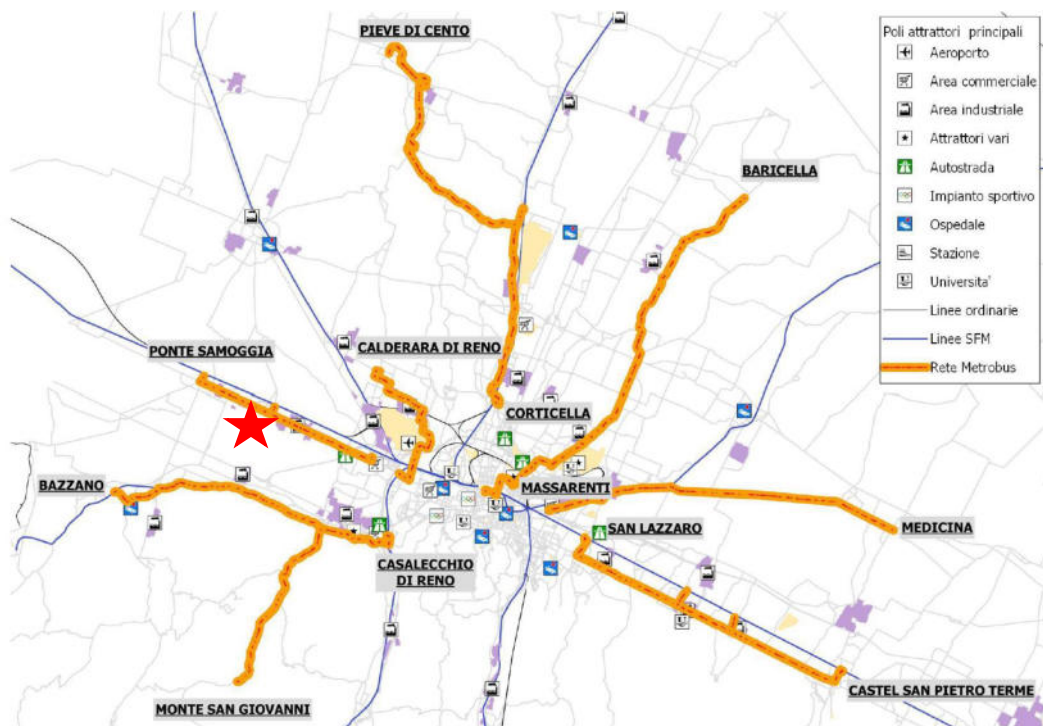 PIEVE DI CENTO
BARICELLA
PONTE SAMOGGIA
CALDERARA DI RENO
CORTICELLA
BAZZANO
MASSARENTI
MEDICINA
SAN LAZZARO
CASALECCHIO
DI RENO
CASTEL SAN PIETRO TERME
MONTE SAN GIOVANNI
Poli attrattori principali
Aeroporto
Area commerciale
Area industriale
Attrattori vari
Autostrada
Impianto sportivo
Ospedale
Stazione
Universita'
Linee ordinarie
Linee SFM
Rete Metrobus